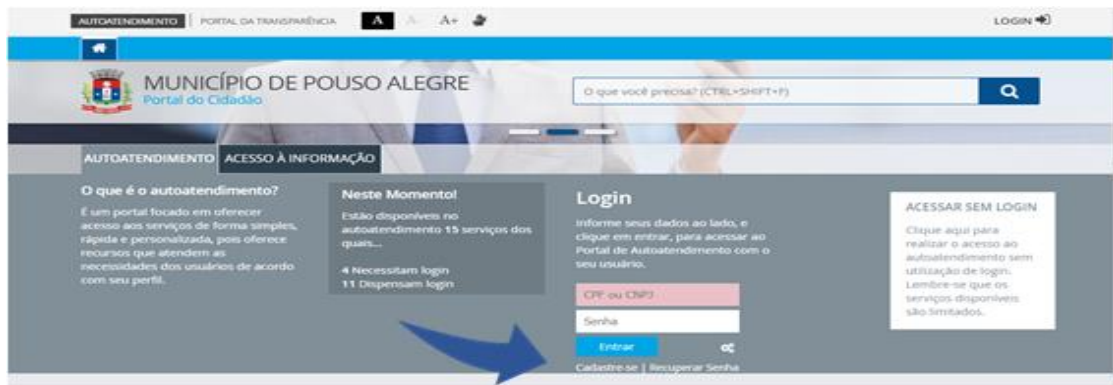 AUTOATENDIMENTO PORTAL DA TRANSPARÊNCIA A A- A+ LOGIN
MUNICÍPIO DE POUSO ALEGRE
Portal do Cidadão
O que você precisa? (CTRL+SHIFT+F)
AUTOATENDIMENTO ACESSO À INFORMAÇÃO
O que é o autoatendimento?
É um portal focado em oferecer
acesso aos serviços de forma simples,
rápida e personalizada, pois oferece
recursos que atendem as
necessidades dos usuários de acordo
com seu perfil.
Neste Momento!
Estão disponíveis no
autoatendimento 15 serviços dos
quais...
4 Necessitam login
11 Dispensam login
Login
Informe seus dados ao lado, e
clique em entrar, para acessar ao
Portal de Autoatendimento com o
seu usuário.
CPF ou CNPJ
Senha
Entrar
Cadastre-se | Recuperar Senha
ACESSAR SEM LOGIN
Clique aqui para
realizar o acesso ao
autoatendimento sem
utilização de login.
Lembre-se que os
serviços disponíveis
são limitados.